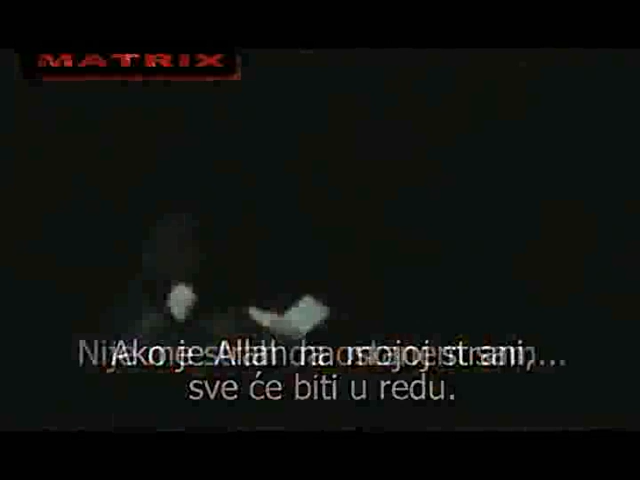 MATRIX
Ako je Allah na mojoj strani,
sve će biti u redu.